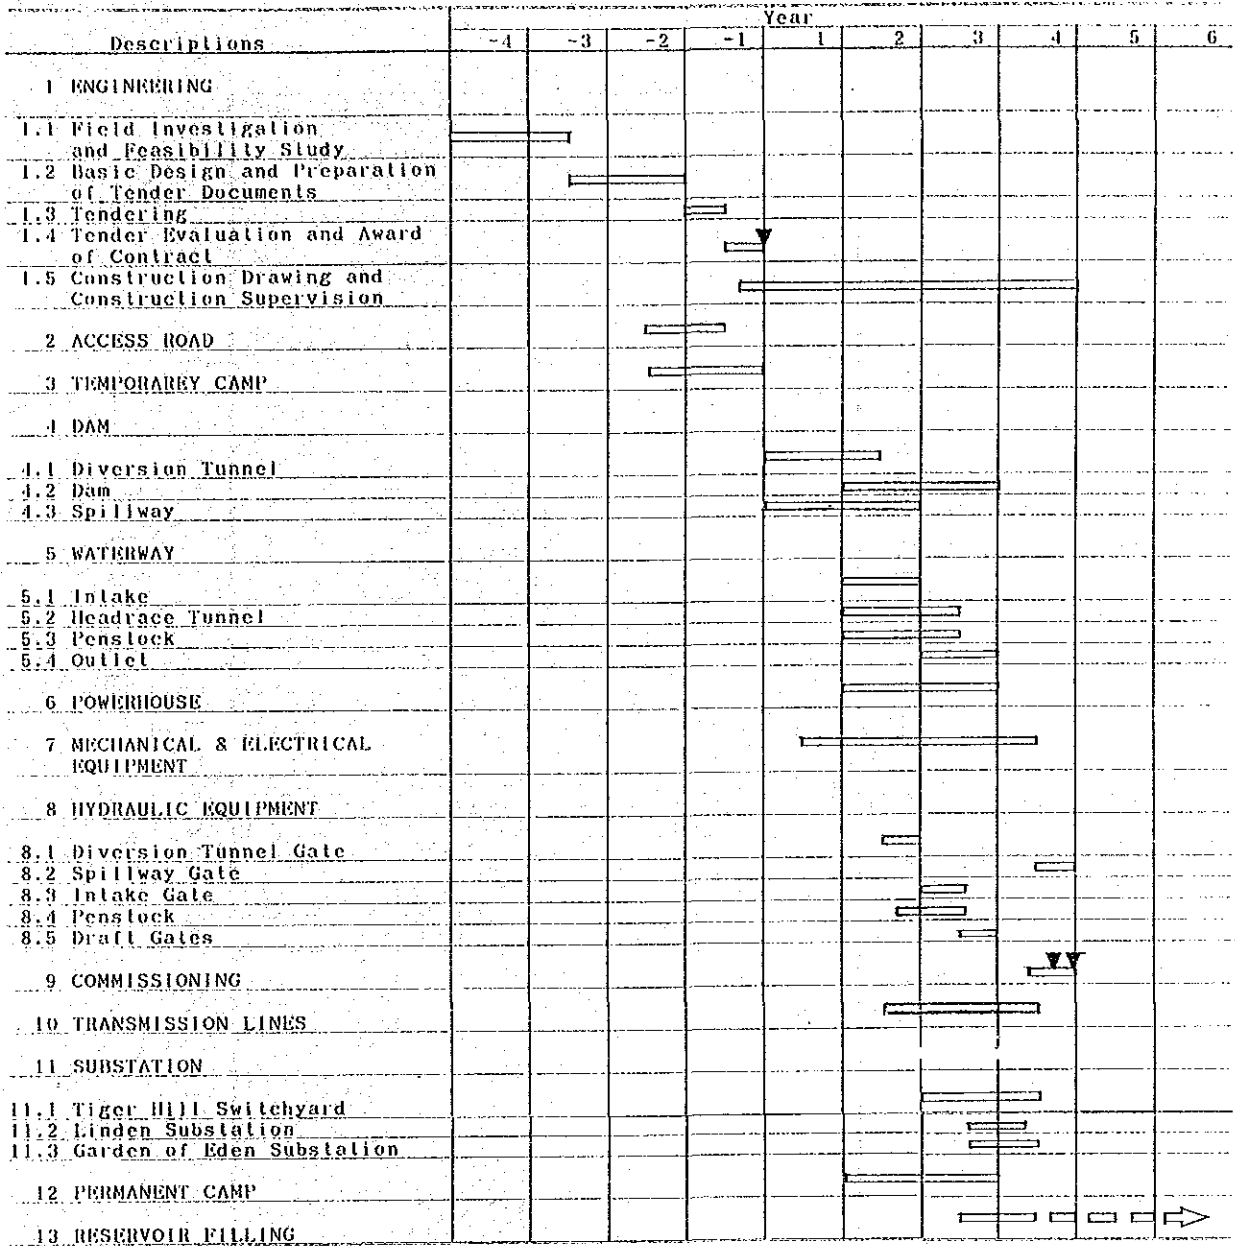 Year
Descriptions -4 -3 -2 -1 1 2 3 4 5 6
1 ENGINEERING
1.1 Field Investigation
and Feasibility Study
1.2 Basic Design and Preparation
of Tender Documents
1.3 Tendering
1.4 Tender Evaluation and Award
of Contract
1.5 Construction Drawing and
Construction Supervision
2 ACCESS ROAD
3 TEMPORARREY CAMP
4 DAM
4.1 Diversion Tunnel
4.2 Dam
4.3 Spillway
5 WATERWAY
5.1 Intake
5.2 Headrace Tunnel
5.3 Penstock
5.4 Outlet
6 POWERHOUSE
7 MECHANICAL & ELECTRICAL
EQUIPMENT
8 HYDRAULIC EQUIPMENT
8.1 Diversion Tunnel Gate
8.2 Spillway Gate
8.3 Intake Gate
8.4 Penstock
8.5 Draft Gates
9 COMMISSIONING
10 TRANSMISSION LINES
11 SUBSTATION
11.1 Tiger Hill Switchyard
11.2 Linden Substation
11.3 Garden of Eden Substation
12 PERMANENT CAMP
13 RESERVOIR FILLING